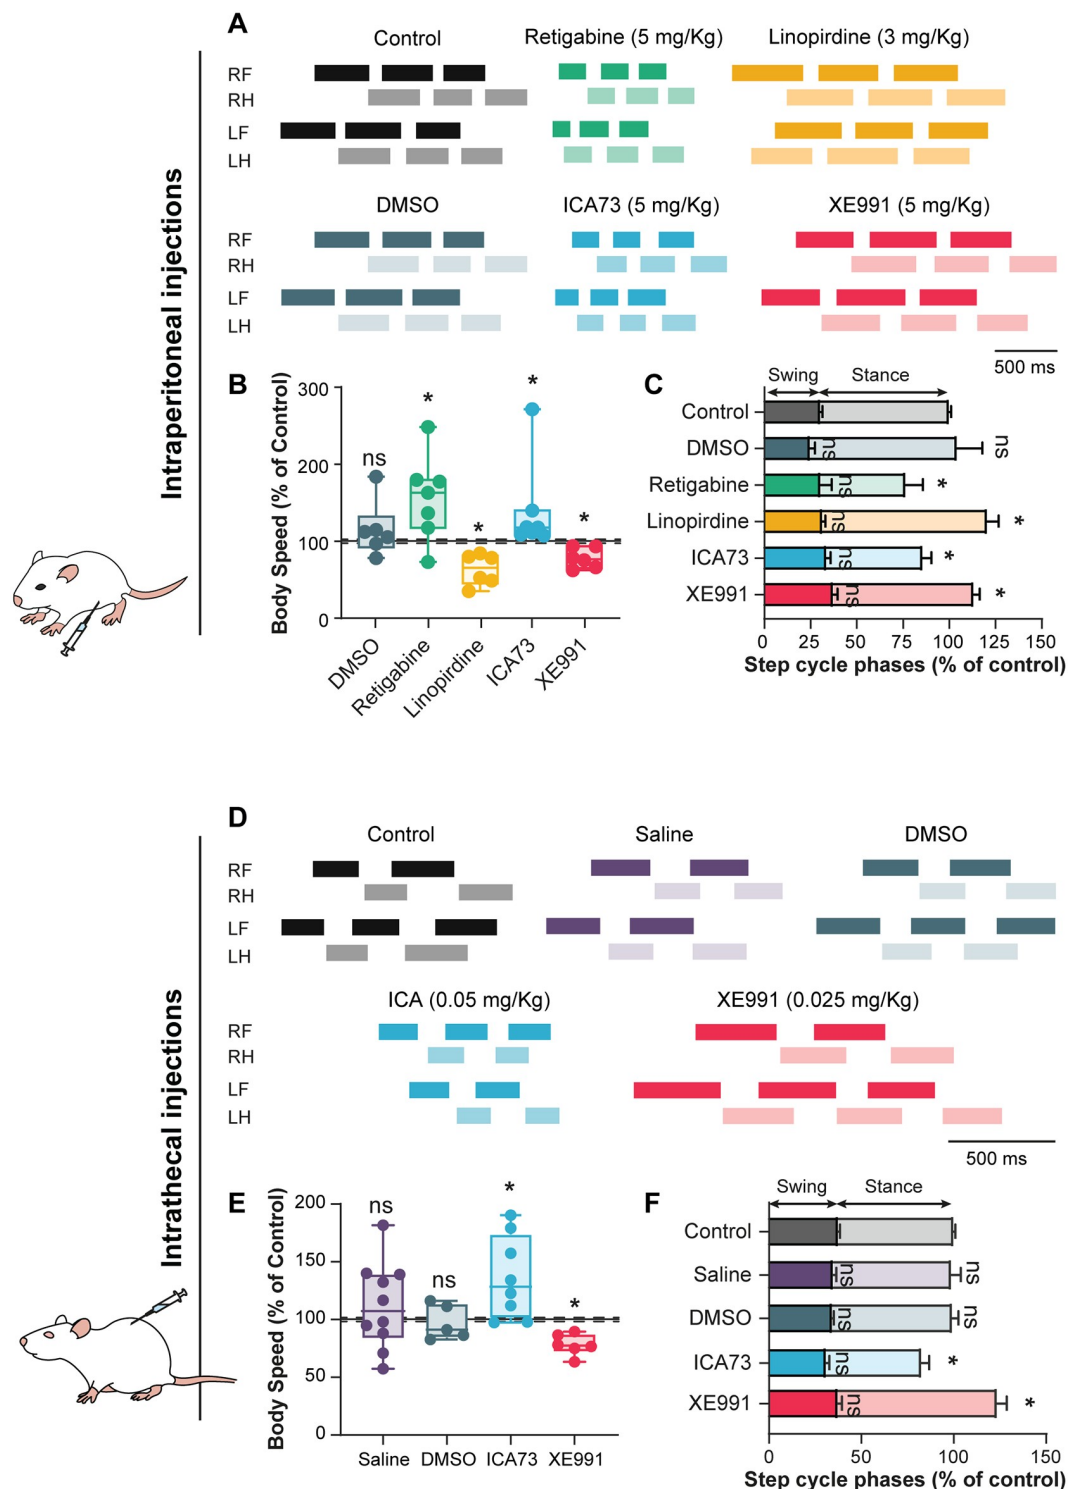 A
Control
Retigabine (5 mg/Kg)
Linopirdine (3 mg/Kg)
RF
RH
LF
LH
DMSO
ICA73 (5 mg/Kg)
XE991 (5 mg/Kg)
RF
RH
LF
LH
500 ms
Intraperitoneal injections
B
Body Speed (% of Control)
300
200
100
0
ns
*
*
*
*
DMSO
Retigabine
Linopirdine
ICA73
XE991
C
Swing
Stance
Control
DMSO
ns
ns
Retigabine
ns
*
Linopirdine
ns
*
ICA73
ns
*
XE991
ns
*
0
25
50
75
100
125
150
Step cycle phases (% of control)
D
Control
Saline
DMSO
RF
RH
LF
LH
ICA (0.05 mg/Kg)
XE991 (0.025 mg/Kg)
RF
RH
LF
LH
500 ms
Intrathecal injections
E
Body Speed (% of Control)
200
150
100
50
0
ns
ns
*
*
Saline
DMSO
ICA73
XE991
F
Swing
Stance
Control
Saline
ns
ns
DMSO
ns
ns
ICA73
ns
*
XE991
ns
*
0
50
100
150
Step cycle phases (% of control)